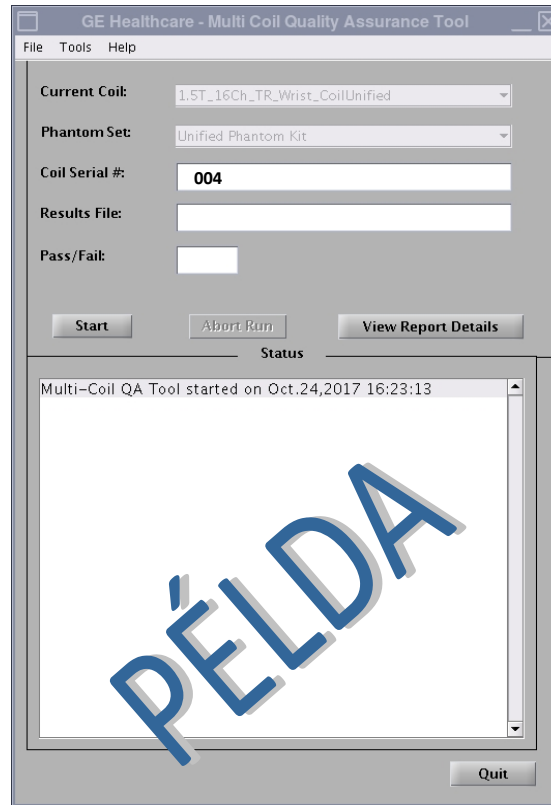 GE Healthcare - Multi Coil Quality Assurance Tool
File Tools Help
Current Coil: 1.5T_16Ch_TR_Wrist_CoilUnified
Phantom Set: Unified Phantom Kit
Coil Serial #: 004
Results File:
Pass/Fail:
Start Abort Run View Report Details
Status
Multi-Coil QA Tool started on Oct.24,2017 16:23:13
PÉLDA
Quit